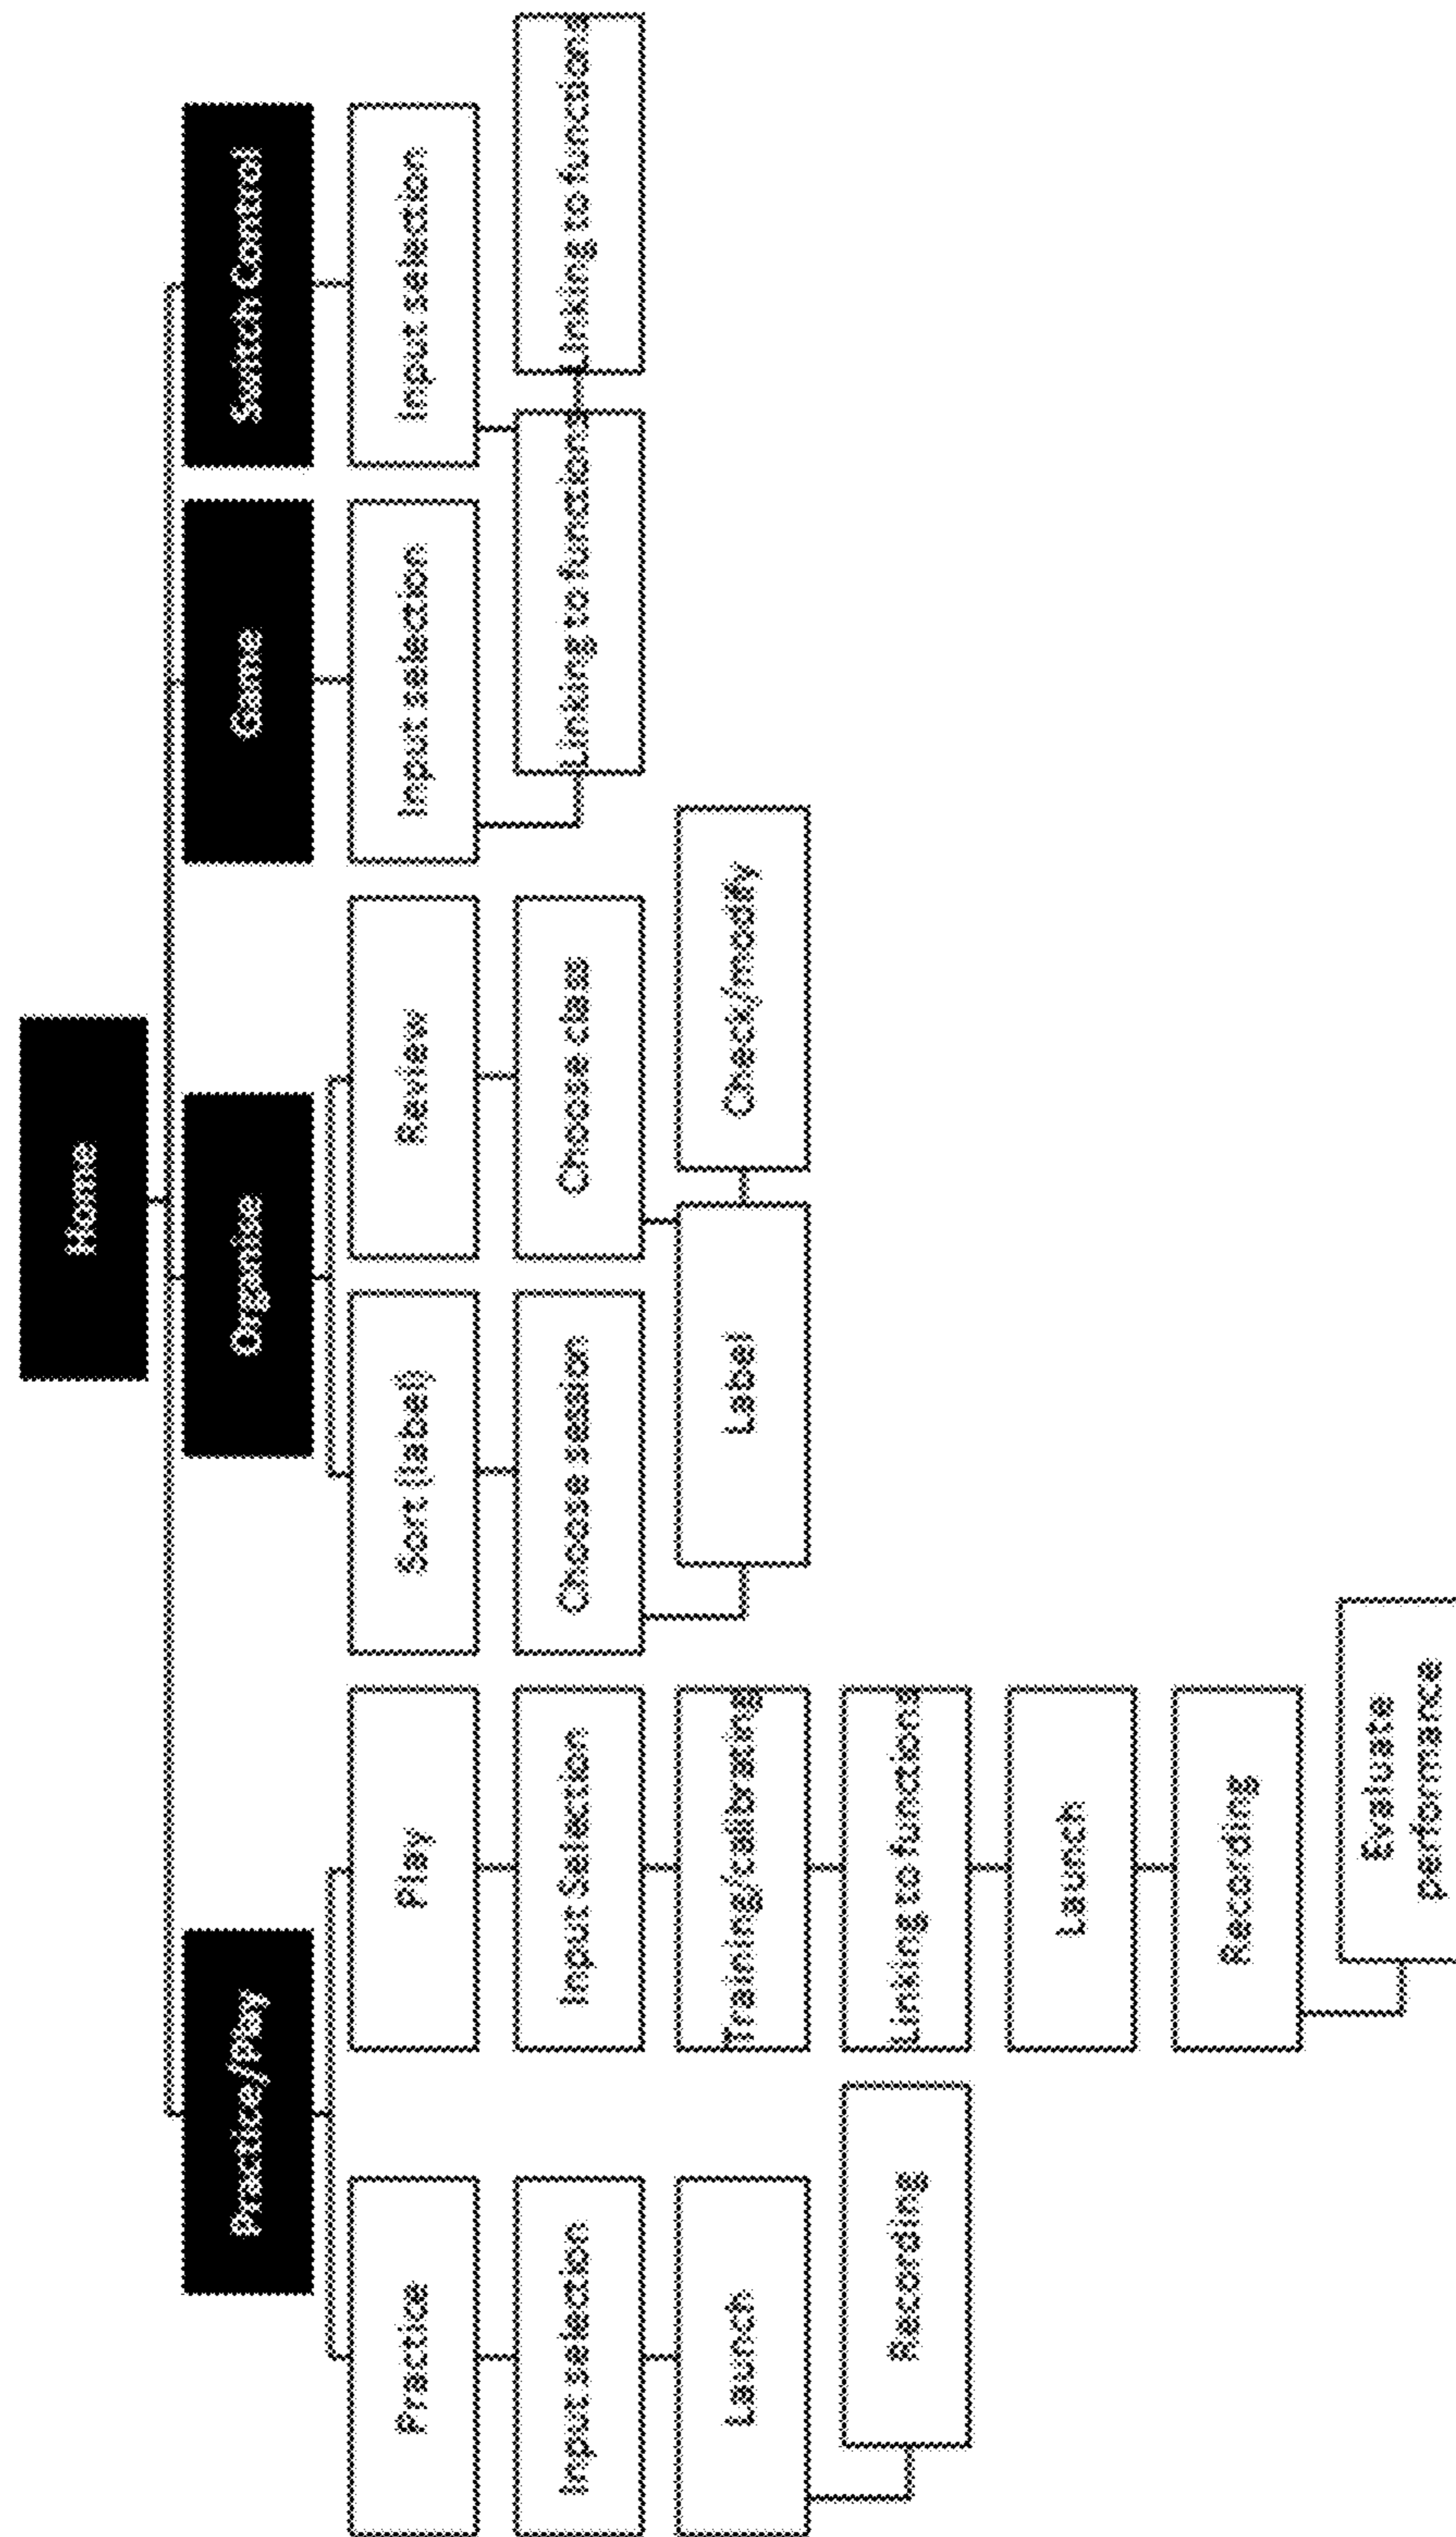 Home
Practice/Play
Organise
Game
Switch Control
Practice
Play
Sort (label)
Review
Input selection
Input selection
Input selection
Input Selection
Choose session
Choose class
Linking to functions
Linking to functions
Launch
Training/calibrating
Label
Check/modify
Recording
Linking to functions
Launch
Recording
Evaluate
performance